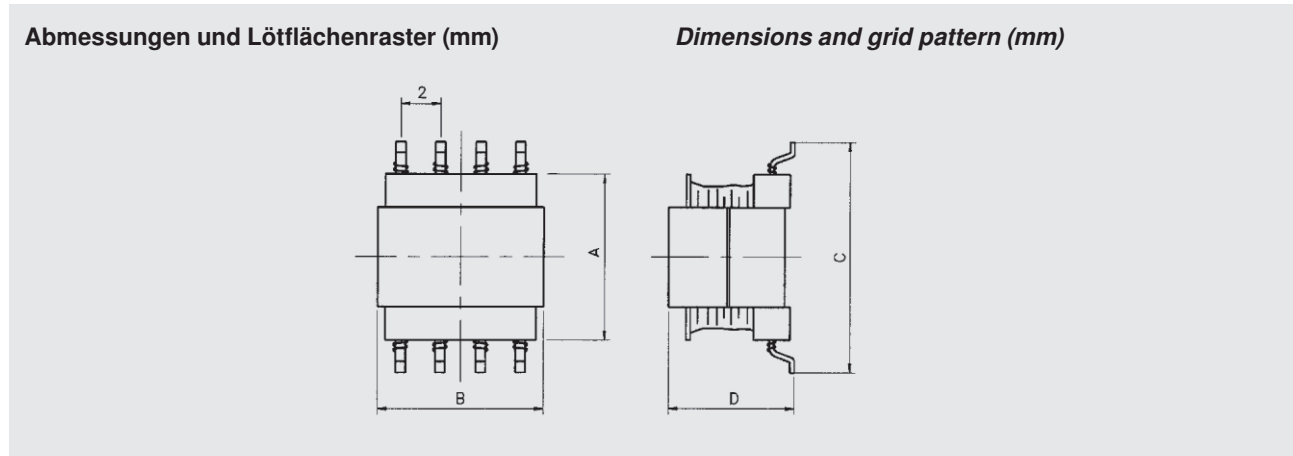 Abmessungen und Lötflächenraster (mm)
Dimensions and grid pattern (mm)
2
A
B
C
D